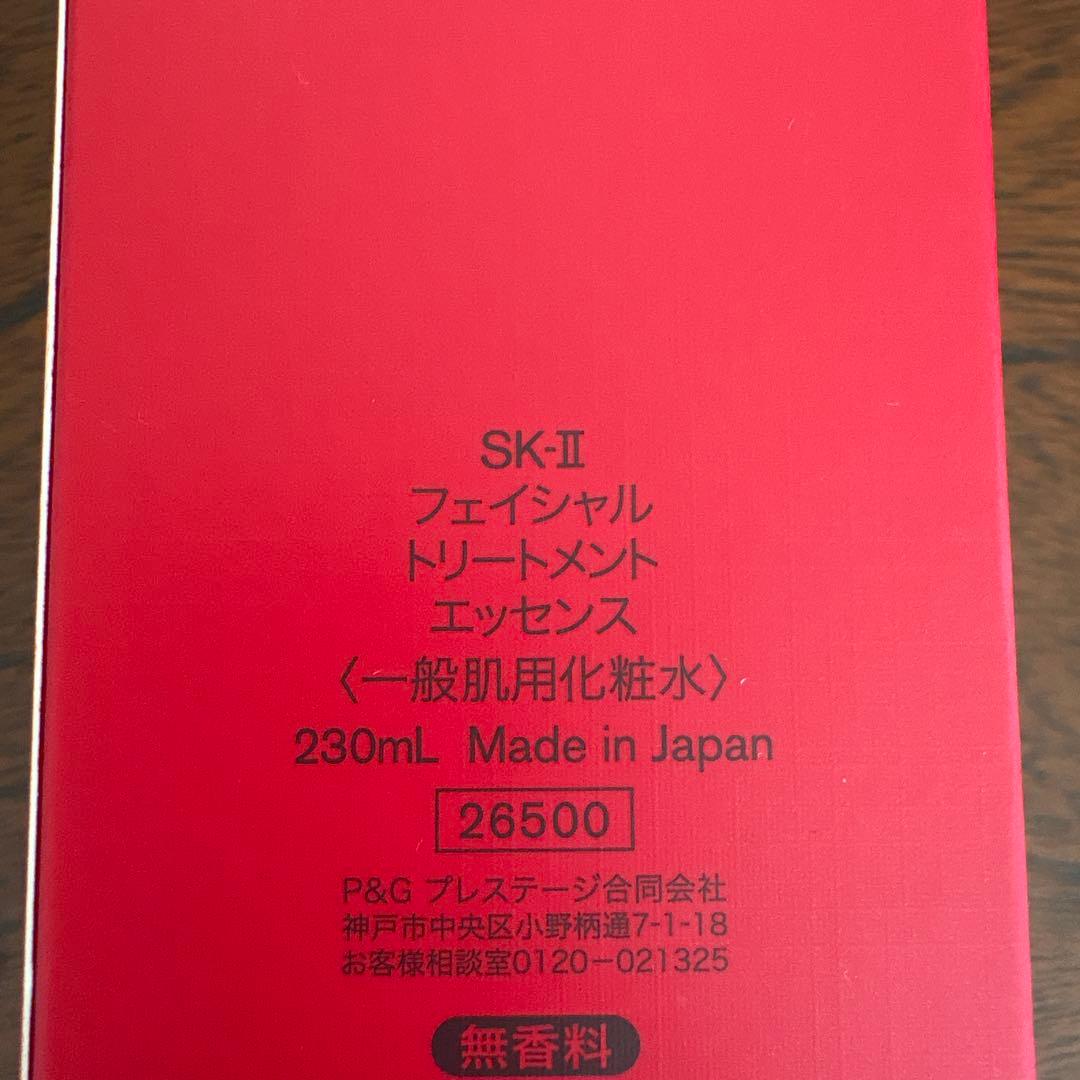 SK-Ⅱ
フェイシャル
トリートメント
エッセンス
〈一般肌用化粧水〉
230mL Made in Japan
26500
P&G プレステージ合同会社
神戸市中央区小野柄通7-1-18
お客様相談室0120-021325
無香料